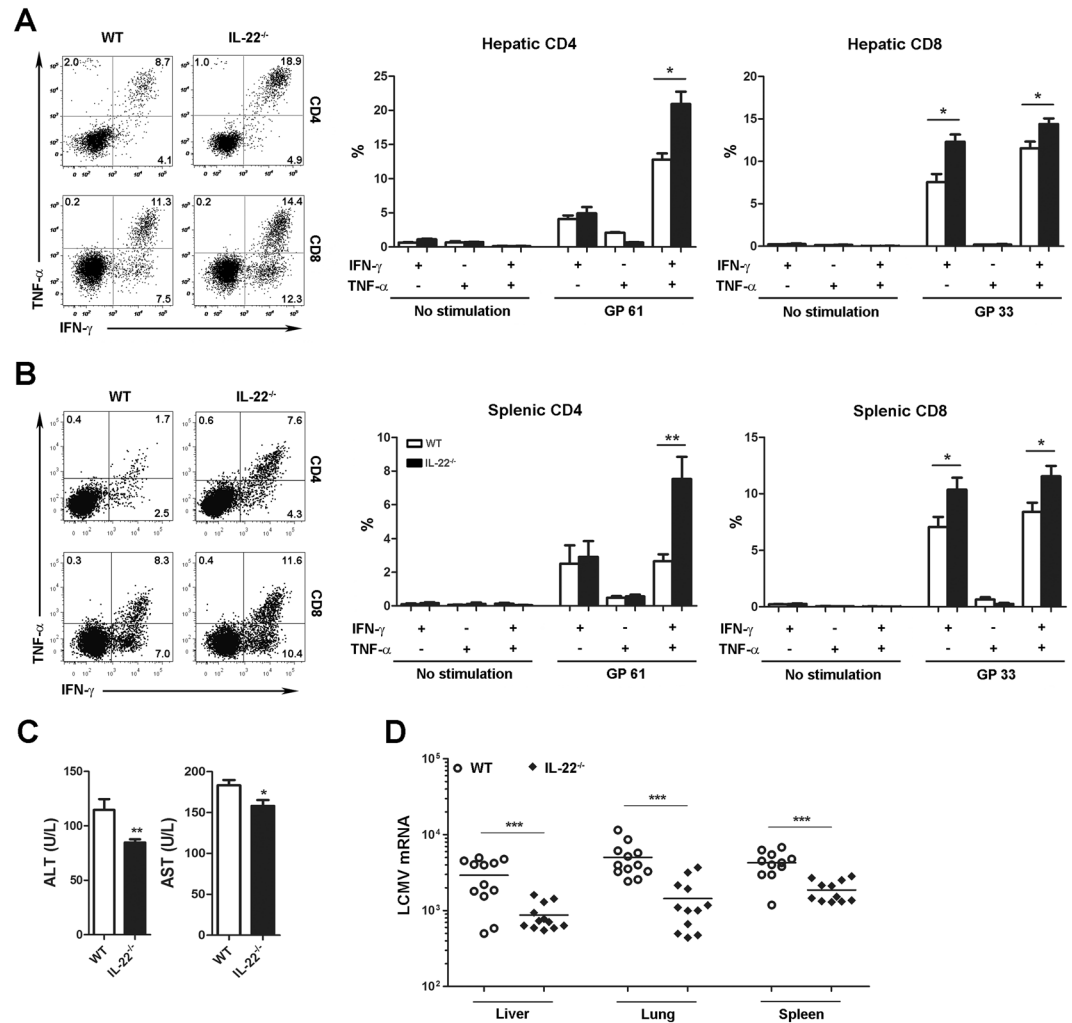 A
WT
IL-22-/-
2.0
8.7
1.0
18.9
CD4
4.1
4.9
0.2
11.3
0.2
14.4
CD8
7.5
12.3
TNF-α
IFN-γ
Hepatic CD4
25
20
15
10
5
0
%
*
IFN-γ + - + + - +
TNF-α - + + - + +
No stimulation
GP 61
Hepatic CD8
20
15
10
5
0
%
*
*
+ - + + - +
IFN-γ
TNF-α - + + - + +
No stimulation
GP 33
B
WT
IL-22-/-
0.4
1.7
0.6
7.6
CD4
2.5
4.3
0.3
8.3
0.4
11.6
CD8
7.0
10.4
TNF-α
IFN-γ
Splenic CD4
10
8
6
4
2
0
%
WT
IL-22-/-
**
IFN-γ + - + + - +
TNF-α - + + - + +
No stimulation
GP 61
Splenic CD8
15
10
5
0
%
*
*
IFN-γ + - + + - +
TNF-α - + + - + +
No stimulation
GP 33
C
150
100
50
0
ALT (U/L)
**
WT
IL-22-/-
200
150
100
50
0
AST (U/L)
*
WT
IL-22-/-
D
WT
IL-22-/-
105
104
103
102
LCMV mRNA
***
***
***
Liver
Lung
Spleen